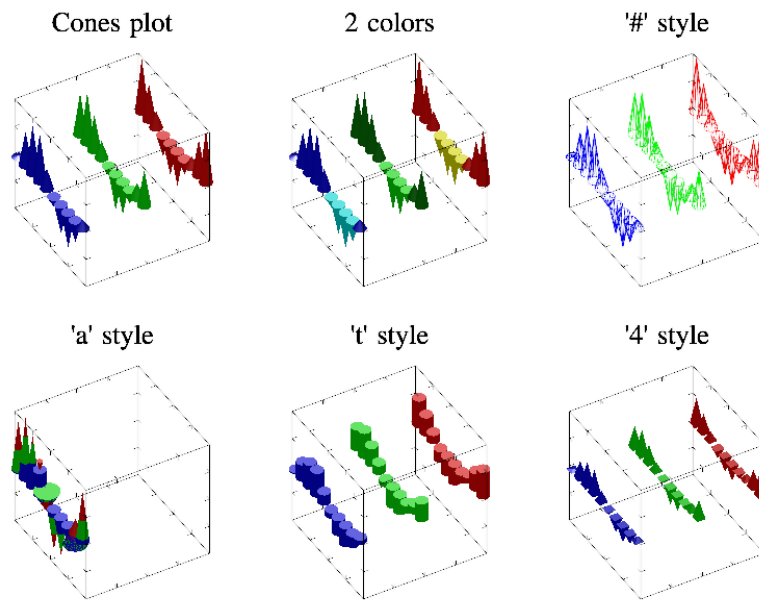 Cones plot
2 colors
'#' style
'a' style
't' style
'4' style